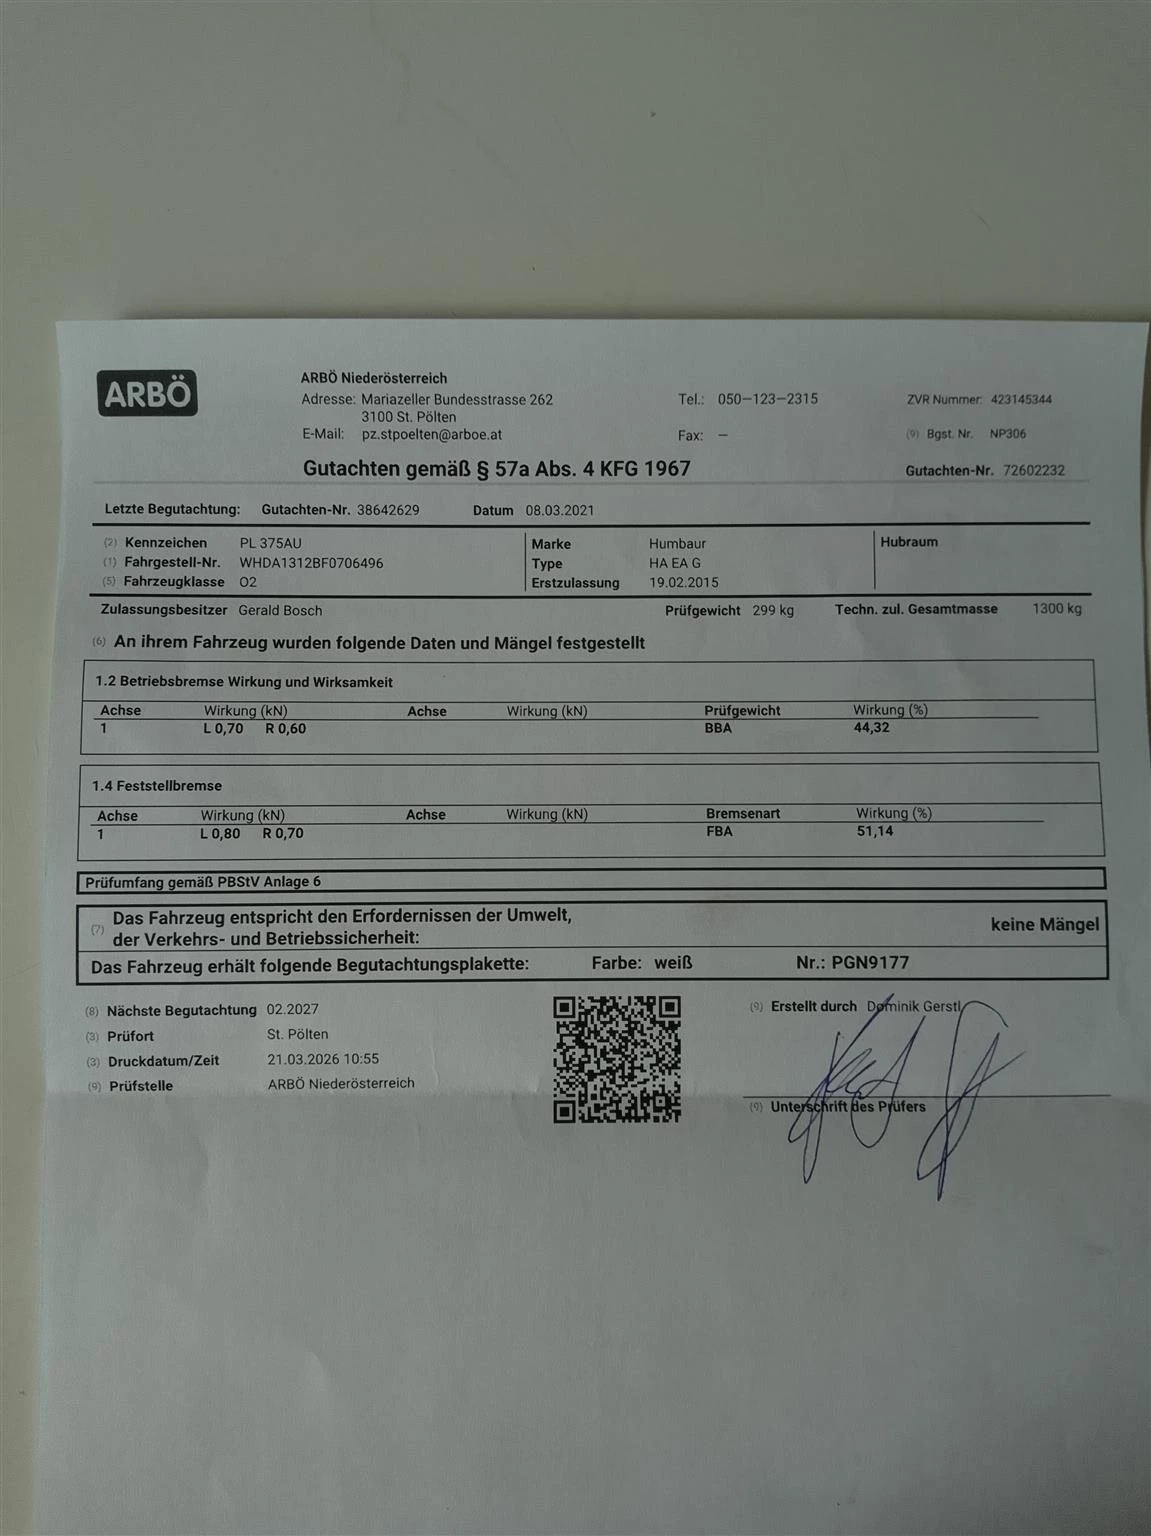 ARBÖ
ARBÖ Niederösterreich
Adresse: Mariazeller Bundesstrasse 262 Tel.: 050-123-2315 ZVR Nummer: 423145344
3100 St. Pölten
E-Mail: pz.stpoelten@arboe.at Fax: – (9) Bgst. Nr. NP306
Gutachten gemäß § 57a Abs. 4 KFG 1967 Gutachten-Nr. 72602232
Letzte Begutachtung: Gutachten-Nr. 38642629 Datum 08.03.2021
(2) Kennzeichen PL 375AU Marke Humbaur Hubraum
(1) Fahrgestell-Nr. WHDA1312BF0706496 Type HA EA G
(5) Fahrzeugklasse O2 Erstzulassung 19.02.2015
Zulassungsbesitzer Gerald Bosch Prüfgewicht 299 kg Techn. zul. Gesamtmasse 1300 kg
(6) An ihrem Fahrzeug wurden folgende Daten und Mängel festgestellt
1.2 Betriebsbremse Wirkung und Wirksamkeit
Achse Wirkung (kN) Achse Wirkung (kN) Prüfgewicht Wirkung (%)
1 L 0,70 R 0,60 BBA 44,32
1.4 Feststellbremse
Achse Wirkung (kN) Achse Wirkung (kN) Bremsenart Wirkung (%)
1 L 0,80 R 0,70 FBA 51,14
Prüfumfang gemäß PBStV Anlage 6
(7) Das Fahrzeug entspricht den Erfordernissen der Umwelt,
der Verkehrs- und Betriebssicherheit: keine Mängel
Das Fahrzeug erhält folgende Begutachtungsplakette: Farbe: weiß Nr.: PGN9177
(8) Nächste Begutachtung 02.2027 (9) Erstellt durch Dominik Gerstl
(3) Prüfort St. Pölten
(3) Druckdatum/Zeit 21.03.2026 10:55
(9) Prüfstelle ARBÖ Niederösterreich
(9) Unterschrift des Prüfers